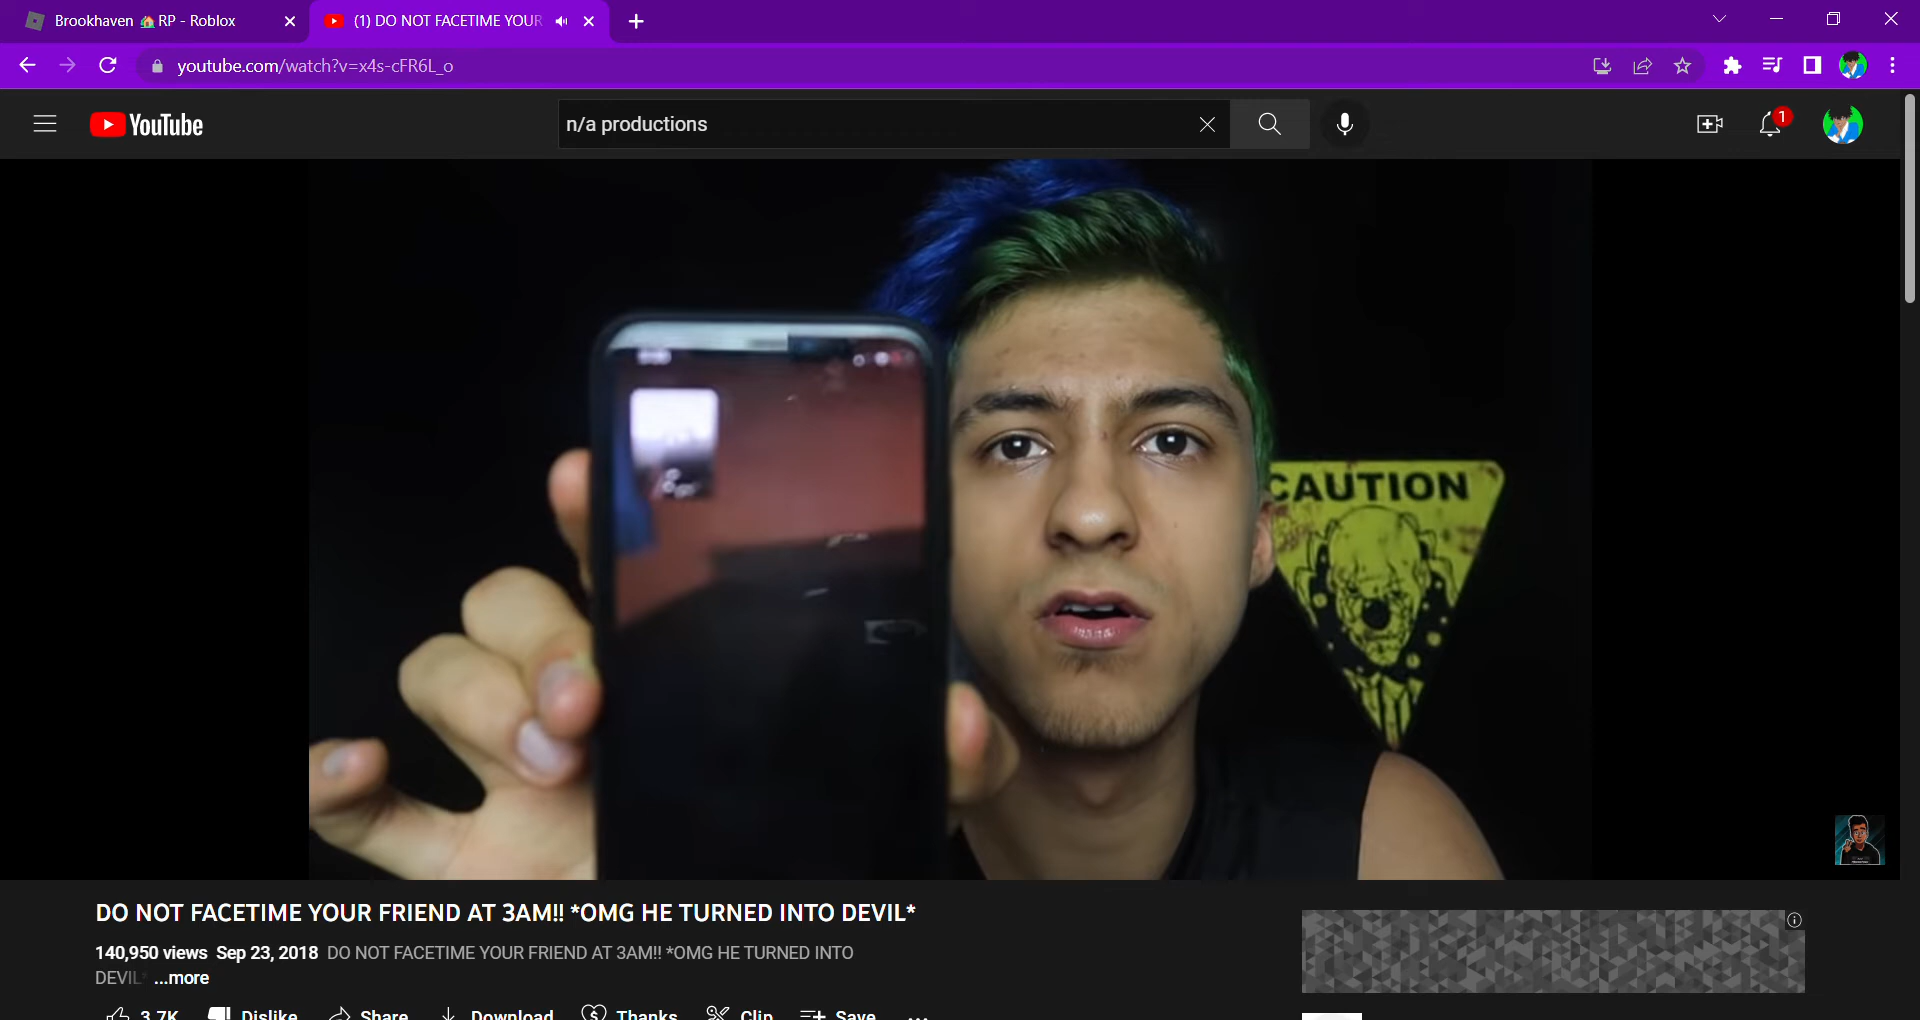 Brookhaven 🏠RP - Roblox
(1) DO NOT FACETIME YOUR
youtube.com/watch?v=x4s-cFR6L_o
YouTube
n/a productions
1
CAUTION
DO NOT FACETIME YOUR FRIEND AT 3AM!! *OMG HE TURNED INTO DEVIL*
140,950 views Sep 23, 2018 DO NOT FACETIME YOUR FRIEND AT 3AM!! *OMG HE TURNED INTO
DEVIL* ...more
3.7K Dislike Share Download Thanks Clip Save